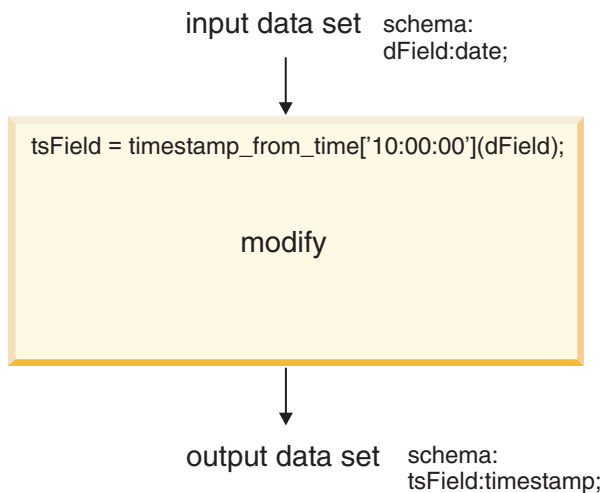 input data set
schema:
dField:date;
tsField = timestamp_from_time['10:00:00'](dField);
modify
output data set
schema:
tsField:timestamp;